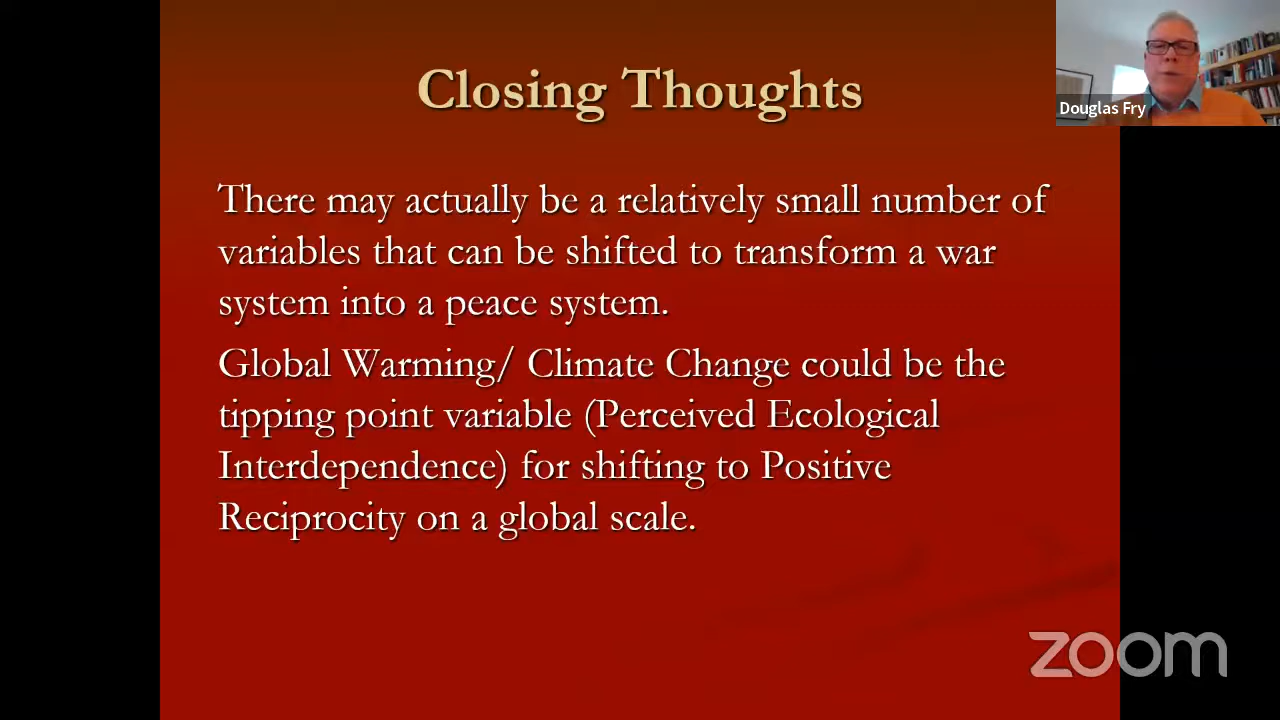 Closing Thoughts
Douglas Fry
There may actually be a relatively small number of
variables that can be shifted to transform a war
system into a peace system.
Global Warming/ Climate Change could be the
tipping point variable (Perceived Ecological
Interdependence) for shifting to Positive
Reciprocity on a global scale.
zoom